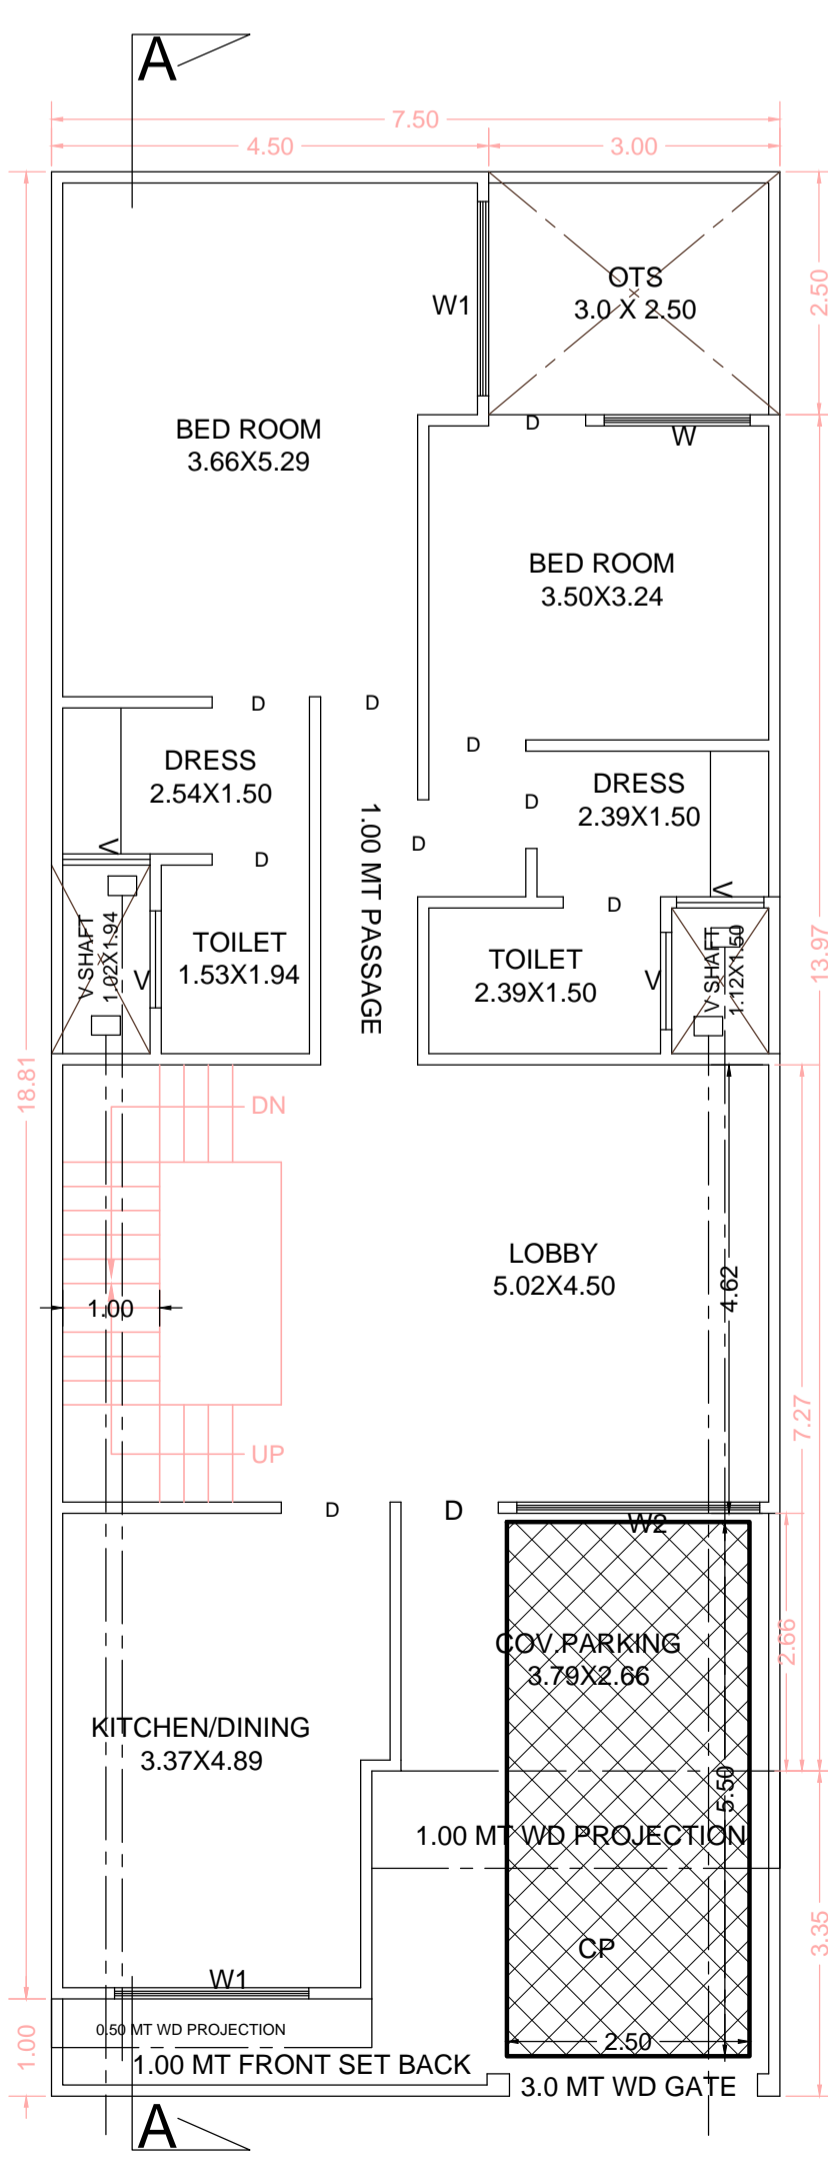 A
7.50
4.50
3.00
OTS
3.0 X 2.50
2.50
W1
D
W
BED ROOM
3.66X5.29
BED ROOM
3.50X3.24
D
D
D
DRESS
2.54X1.50
DRESS
2.39X1.50
D
D
V
D
1.00 MT PASSAGE
V
D
V SHAFT
1.02X1.94
V
TOILET
1.53X1.94
TOILET
2.39X1.50
V
V SHAFT
1.12X1.50
13.97
18.81
DN
LOBBY
5.02X4.50
4.62
1.00
7.27
UP
D
D
W2
COV.PARKING
3.79X2.66
2.66
KITCHEN/DINING
3.37X4.89
5.50
1.00 MT WD PROJECTION
3.35
CP
W1
0.50 MT WD PROJECTION
2.50
1.00
1.00 MT FRONT SET BACK
3.0 MT WD GATE
A